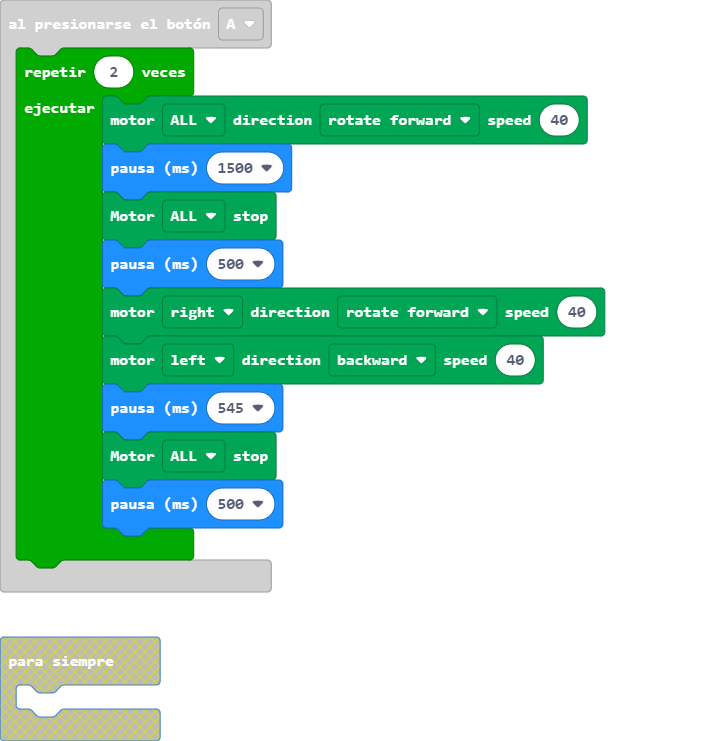 al presionarse el botón A
repetir 2 veces
ejecutar
motor ALL direction rotate forward speed 40
pausa (ms) 1500
Motor ALL stop
pausa (ms) 500
motor right direction rotate forward speed 40
motor left direction backward speed 40
pausa (ms) 545
Motor ALL stop
pausa (ms) 500
para siempre